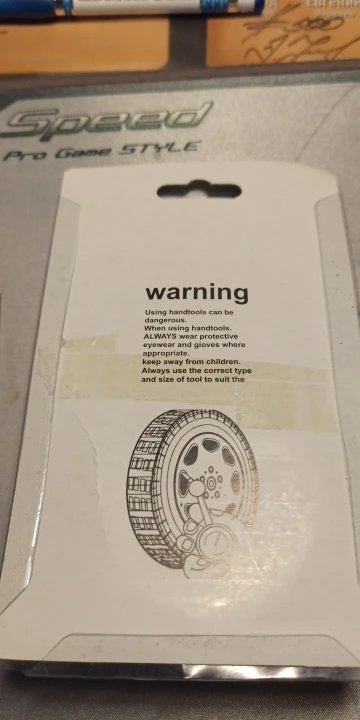 ЕВГЕНИЙ
Speed
Pro Game STYLE
warning
Using handtools can be
dangerous.
When using handtools.
ALWAYS wear protective
eyewear and gloves where
appropriate.
keep away from children.
Always use the correct type
and size of tool to suit the